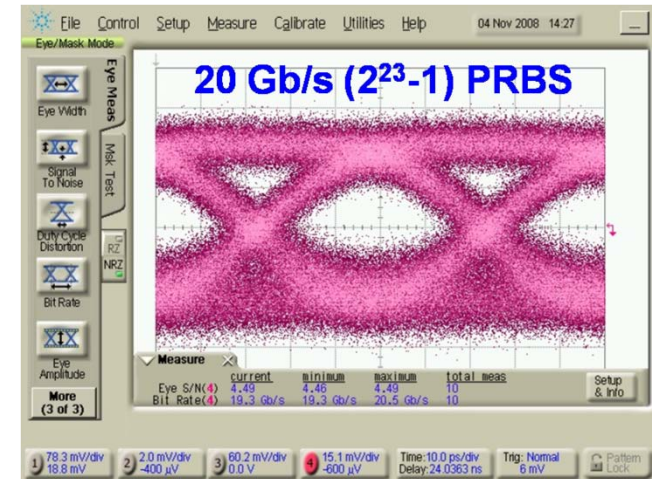 File Control Setup Measure Calibrate Utilities Help 04 Nov 2008 14:27
Eye/Mask Mode
20 Gb/s (2²³-1) PRBS
Eye Meas
Msk Test
Eye Width
Signal
To Noise
Duty Cycle
Distortion
RZ
NRZ
Bit Rate
Eye
Amplitude
More
(3 of 3)
Measure
current minimum maximum total meas
Eye S/N(4) 4.49 4.46 4.49 10
Bit Rate(4) 19.3 Gb/s 19.3 Gb/s 20.5 Gb/s 10
Setup
& Info
1) 78.3 mV/div 2) 2.0 mV/div 3) 60.2 mV/div 4) 15.1 mV/div Time:10.0 ps/div Trig: Normal Pattern
18.8 mV -400 µV 0.0 V -600 µV Delay:24.0363 ns 6 mV Lock